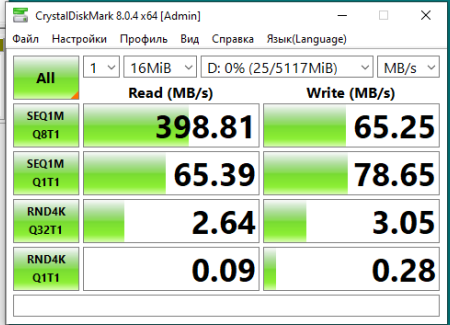 CrystalDiskMark 8.0.4 x64 [Admin]
Файл Настройки Профиль Вид Справка Язык(Language)
All 1 16MiB D: 0% (25/5117MiB) MB/s
Read (MB/s) Write (MB/s)
SEQ1M
Q8T1 398.81 65.25
SEQ1M
Q1T1 65.39 78.65
RND4K
Q32T1 2.64 3.05
RND4K
Q1T1 0.09 0.28